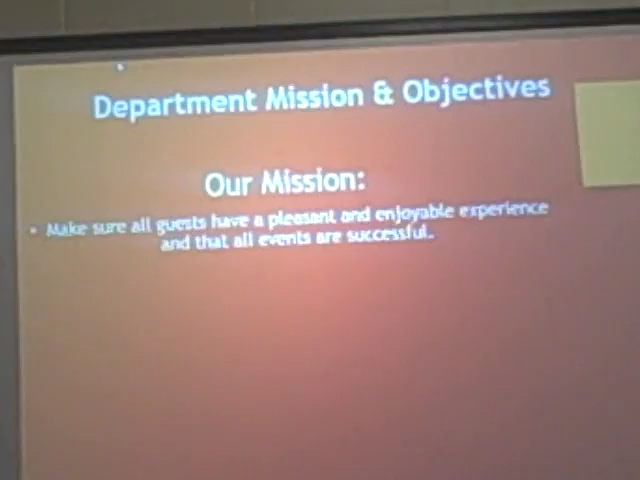 Department Mission & Objectives
Our Mission:
• Make sure all guests have a pleasant and enjoyable experience
and that all events are successful.